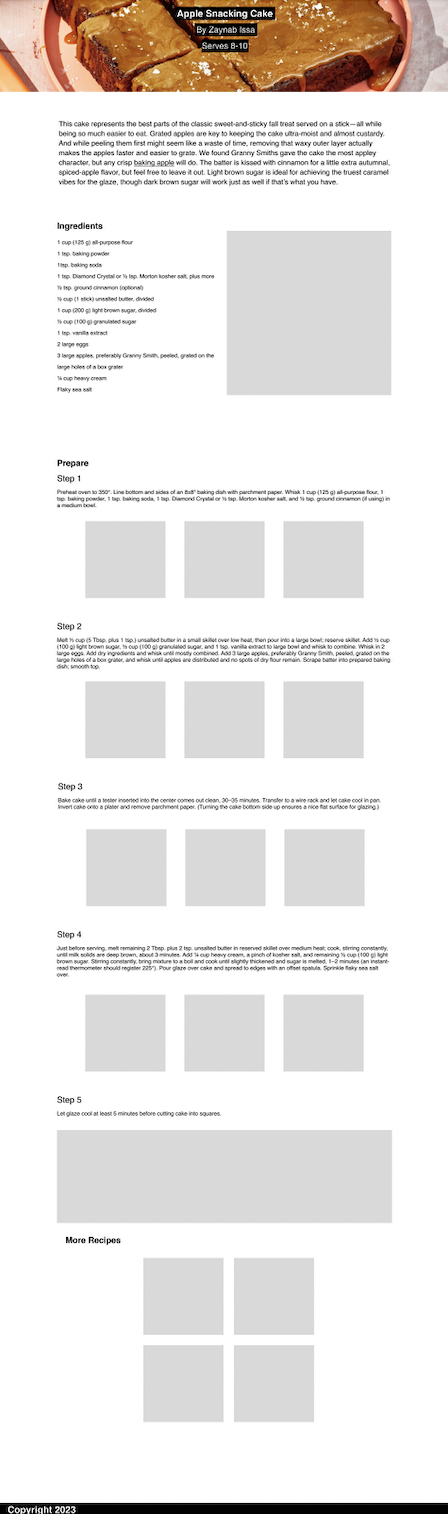 Apple Snacking Cake
By Zaynab Issa
Serves 8-10
This cake represents the best parts of the classic sweet-and-sticky fall treat served on a stick—all while
being so much easier to eat. Grated apples are key to keeping the cake ultra-moist and almost custardy.
And while peeling them first might seem like a waste of time, removing that waxy outer layer actually
makes the apples faster and easier to grate. We found Granny Smiths gave the cake the most appley
character, but any crisp baking apple will do. The batter is kissed with cinnamon for a little extra autumnal,
spiced-apple flavor, but feel free to leave it out. Light brown sugar is ideal for achieving the truest caramel
vibes for the glaze, though dark brown sugar will work just as well if that's what you have.
Ingredients
1 cup (125 g) all-purpose flour
1 tsp. baking powder
1tsp. baking soda
1 tsp. Diamond Crystal or ½ tsp. Morton kosher salt, plus more
½ tsp. ground cinnamon (optional)
½ cup (1 stick) unsalted butter, divided
1 cup (200 g) light brown sugar, divided
½ cup (100 g) granulated sugar
1 tsp. vanilla extract
2 large eggs
3 large apples, preferably Granny Smith, peeled, grated on the
large holes of a box grater
¼ cup heavy cream
Flaky sea salt
Prepare
Step 1
Preheat oven to 350°. Line bottom and sides of an 8x8" baking dish with parchment paper. Whisk 1 cup (125 g) all-purpose flour, 1
tsp. baking powder, 1 tsp. baking soda, 1 tsp. Diamond Crystal or ½ tsp. Morton kosher salt, and ½ tsp. ground cinnamon (if using) in
a medium bowl.
Step 2
Melt ⅓ cup (5 Tbsp. plus 1 tsp.) unsalted butter in a small skillet over low heat, then pour into a large bowl; reserve skillet. Add ½ cup
(100 g) light brown sugar, ½ cup (100 g) granulated sugar, and 1 tsp. vanilla extract to large bowl and whisk to combine. Whisk in 2
large eggs. Add dry ingredients and whisk until mostly combined. Add 3 large apples, preferably Granny Smith, peeled, grated on the
large holes of a box grater, and whisk until apples are distributed and no spots of dry flour remain. Scrape batter into prepared baking
dish; smooth top.
Step 3
Bake cake until a tester inserted into the center comes out clean, 30–35 minutes. Transfer to a wire rack and let cake cool in pan.
Invert cake onto a plater and remove parchment paper. (Turning the cake bottom side up ensures a nice flat surface for glazing.)
Step 4
Just before serving, melt remaining 2 Tbsp. plus 2 tsp. unsalted butter in reserved skillet over medium heat; cook, stirring constantly,
until milk solids are deep brown, about 3 minutes. Add ¼ cup heavy cream, a pinch of kosher salt, and remaining ½ cup (100 g) light
brown sugar. Stirring constantly, bring mixture to a boil and cook until slightly thickened and sugar is melted, 1–2 minutes (an instant-
read thermometer should register 225°). Pour glaze over cake and spread to edges with an offset spatula. Sprinkle flaky sea salt
over.
Step 5
Let glaze cool at least 5 minutes before cutting cake into squares.
More Recipes
Copyright 2023